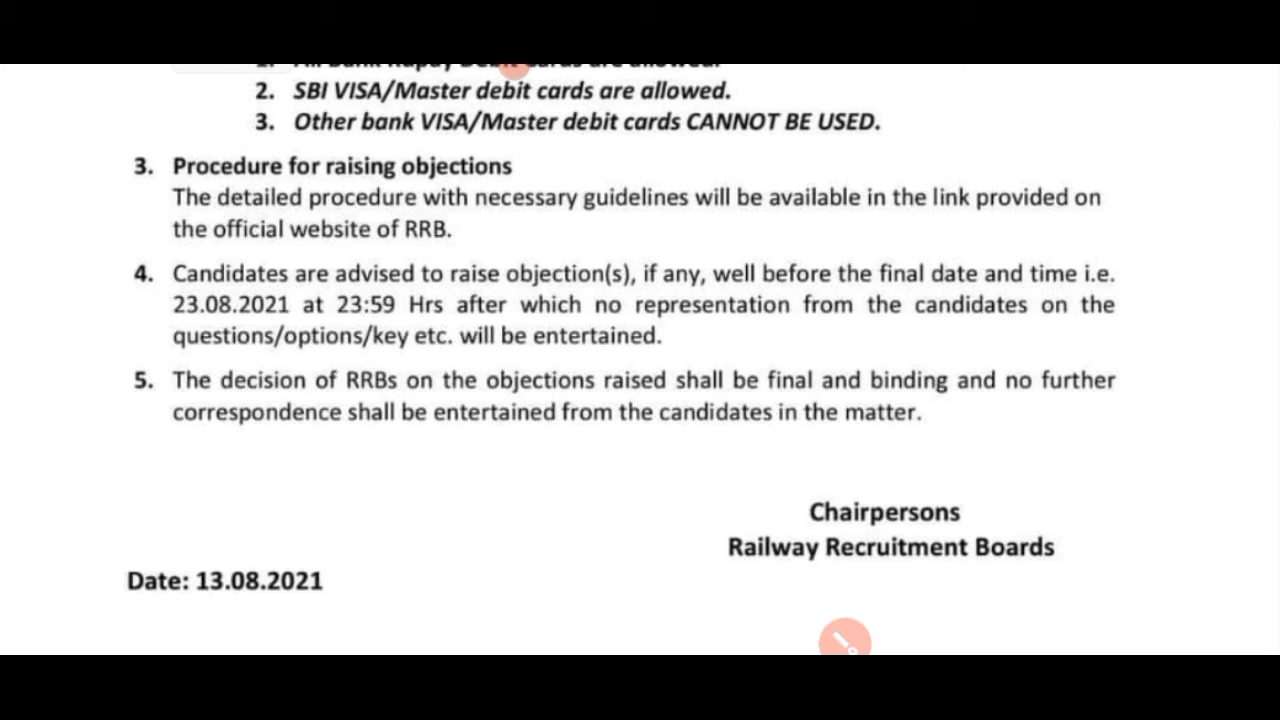 2. SBI VISA/Master debit cards are allowed.
3. Other bank VISA/Master debit cards CANNOT BE USED.
3. Procedure for raising objections
The detailed procedure with necessary guidelines will be available in the link provided on
the official website of RRB.
4. Candidates are advised to raise objection(s), if any, well before the final date and time i.e.
23.08.2021 at 23:59 Hrs after which no representation from the candidates on the
questions/options/key etc. will be entertained.
5. The decision of RRBs on the objections raised shall be final and binding and no further
correspondence shall be entertained from the candidates in the matter.
Chairpersons
Railway Recruitment Boards
Date: 13.08.2021